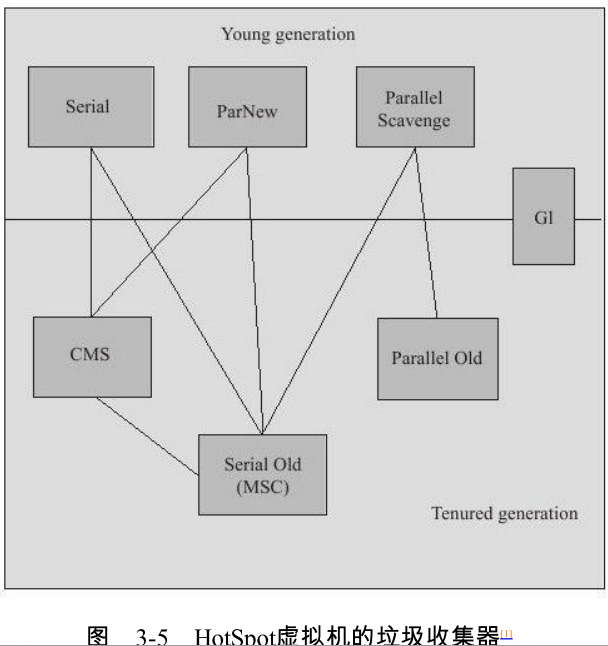 Young generation
Serial
ParNew
Parallel
Scavenge
Gl
CMS
Parallel Old
Serial Old
(MSC)
Tenured generation
图 3-5 HotSpot虚拟机的垃圾收集器[1]